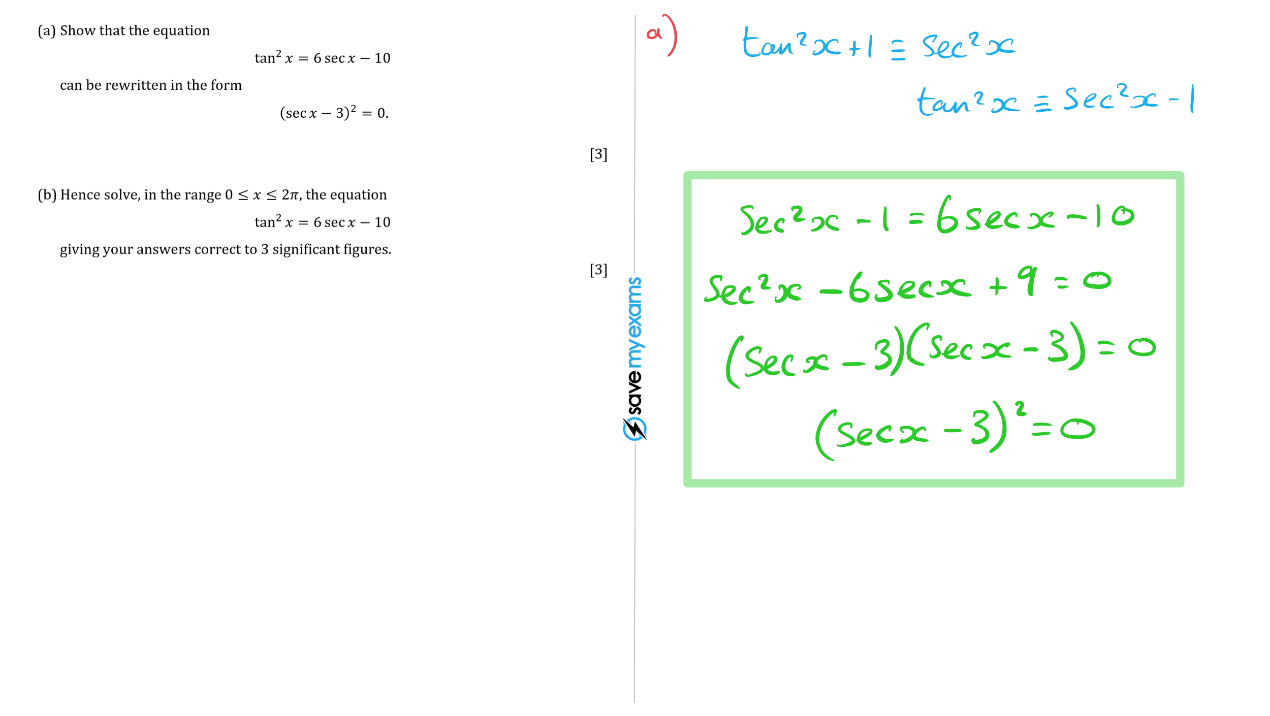 (a) Show that the equation
tan² x = 6 sec x − 10
can be rewritten in the form
(sec x − 3)² = 0.
[3]
(b) Hence solve, in the range 0 ≤ x ≤ 2π, the equation
tan² x = 6 sec x − 10
giving your answers correct to 3 significant figures.
[3]
savemyexams
a)
tan²x + 1 ≡ sec²x
tan²x ≡ sec²x - 1
sec²x - 1 = 6secx - 10
sec²x - 6secx + 9 = 0
(secx - 3)(secx - 3) = 0
(secx - 3)² = 0